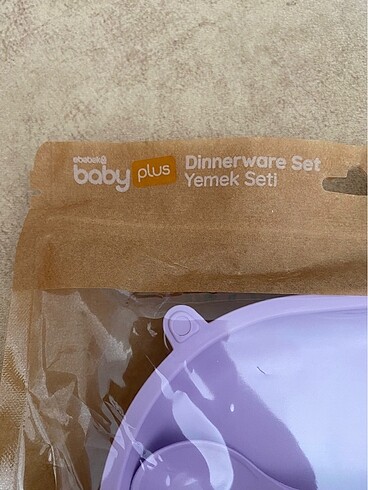 ebebek
baby plus
Dinnerware Set
Yemek Seti